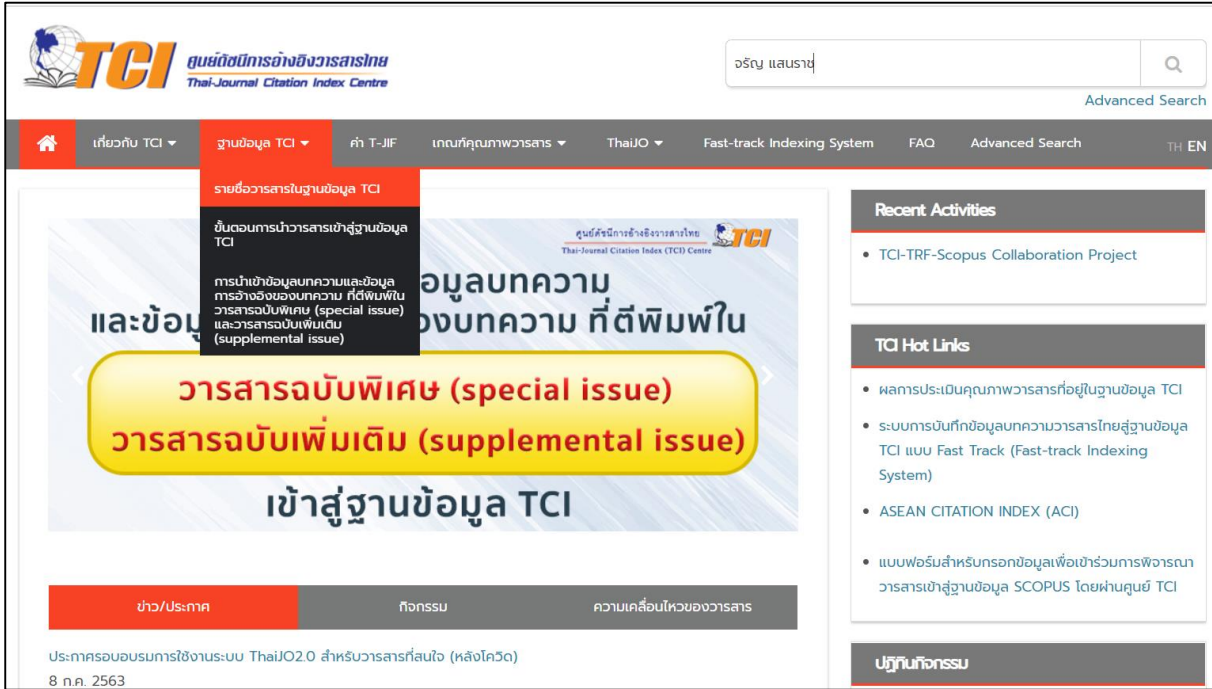 TCI ศูนย์ดัชนีการอ้างอิงวารสารไทย
Thai-Journal Citation Index Centre
จรัญ แสนราช
Advanced Search
เกี่ยวกับ TCI ฐานข้อมูล TCI ค่า T-JIF เกณฑ์คุณภาพวารสาร ThaiJO Fast-track Indexing System FAQ Advanced Search TH EN
รายชื่อวารสารในฐานข้อมูล TCI
ขั้นตอนการนำวารสารเข้าสู่ฐานข้อมูล
TCI
การนำเข้าข้อมูลบทความและข้อมูล
การอ้างอิงของบทความ ที่ตีพิมพ์ใน
วารสารฉบับพิเศษ (special issue)
และวารสารฉบับเพิ่มเติม
(supplemental issue)
ศูนย์ดัชนีการอ้างอิงวารสารไทย
Thai-Journal Citation Index (TCI) Centre
TCI
อมูลบทความ
และข้อมู องบทความ ที่ตีพิมพ์ใน
วารสารฉบับพิเศษ (special issue)
วารสารฉบับเพิ่มเติม (supplemental issue)
เข้าสู่ฐานข้อมูล TCI
ข่าว/ประกาศ กิจกรรม ความเคลื่อนไหวของวารสาร
ประกาศรอบอบรมการใช้งานระบบ ThaiJO2.0 สำหรับวารสารที่สนใจ (หลังโควิด)
8 ก.ค. 2563
Recent Activities
TCI-TRF-Scopus Collaboration Project
TCI Hot Links
ผลการประเมินคุณภาพวารสารที่อยู่ในฐานข้อมูล TCI
ระบบการบันทึกข้อมูลบทความวารสารไทยสู่ฐานข้อมูล
TCI แบบ Fast Track (Fast-track Indexing
System)
ASEAN CITATION INDEX (ACI)
แบบฟอร์มสำหรับกรอกข้อมูลเพื่อเข้าร่วมการพิจารณา
วารสารเข้าสู่ฐานข้อมูล SCOPUS โดยผ่านศูนย์ TCI
ปฏิทินกิจกรรม